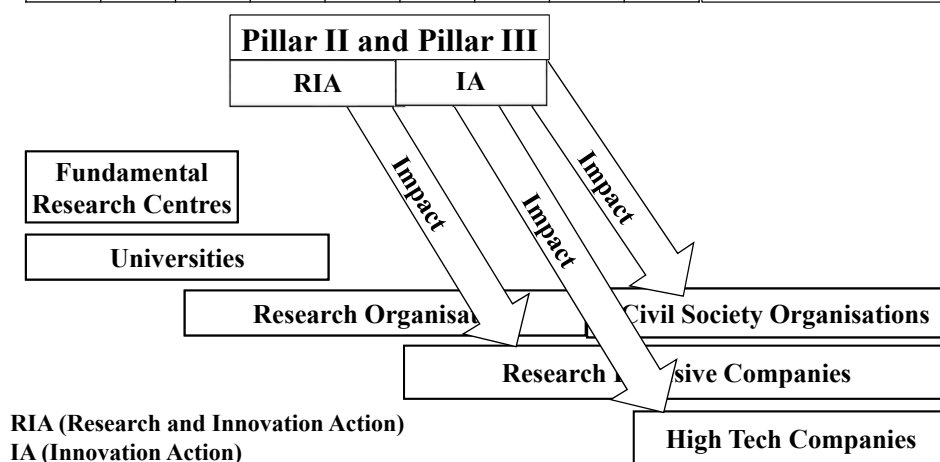 Pillar II and Pillar III
RIA
IA
Impact
Impact
Impact
Fundamental
Research Centres
Universities
Research Organisa
Civil Society Organisations
Research sive Companies
High Tech Companies
RIA (Research and Innovation Action)
IA (Innovation Action)